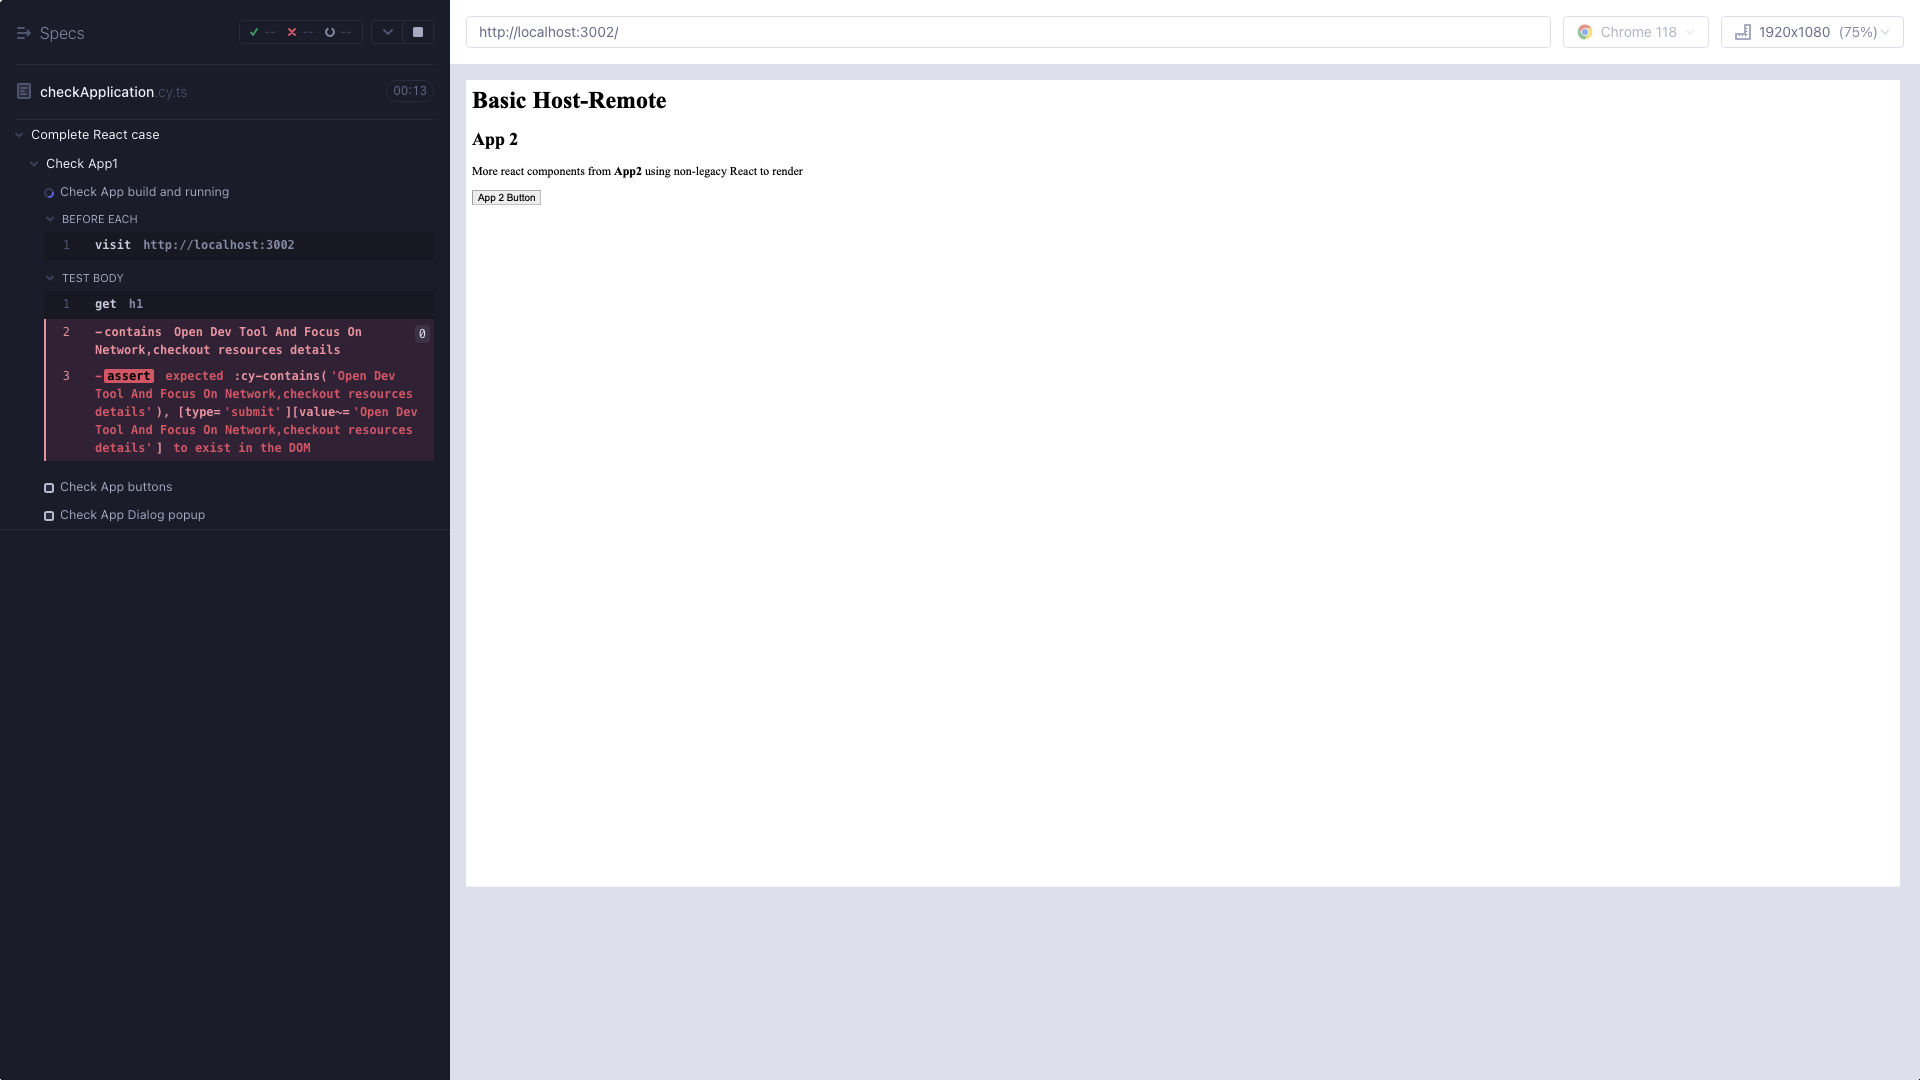 Specs
-- -- --
checkApplication.cy.ts 00:13
Complete React case
Check App1
Check App build and running
BEFORE EACH
1 visit http://localhost:3002
TEST BODY
1 get h1
2 -contains Open Dev Tool And Focus On
Network,checkout resources details
0
3 -assert expected :cy-contains('Open Dev
Tool And Focus On Network,checkout resources
details'), [type='submit'][value~='Open Dev
Tool And Focus On Network,checkout resources
details'] to exist in the DOM
Check App buttons
Check App Dialog popup
http://localhost:3002/
Chrome 118
1920x1080 (75%)
Basic Host-Remote
App 2
More react components from App2 using non-legacy React to render
App 2 Button